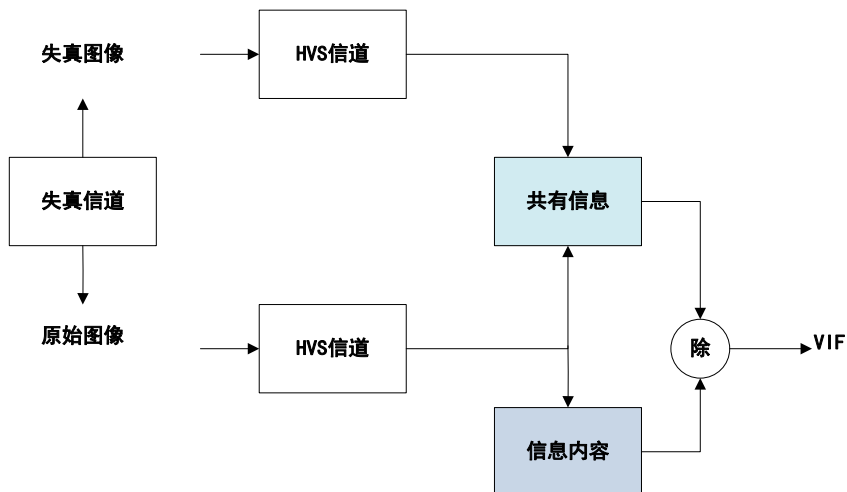 失真图像
HVS信道
失真信道
共有信息
原始图像
HVS信道
除
VIF
信息内容